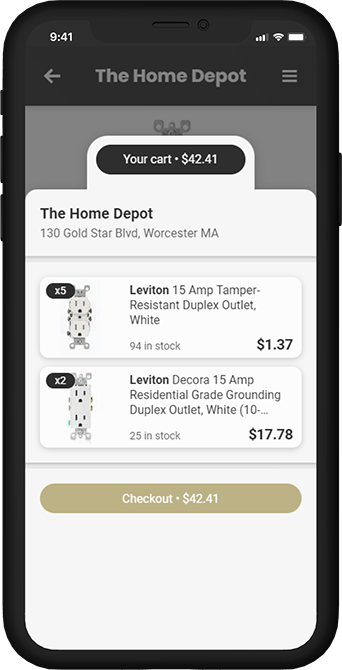 9:41
The Home Depot
Your cart • $42.41
The Home Depot
130 Gold Star Blvd, Worcester MA
x5
Leviton 15 Amp Tamper-
Resistant Duplex Outlet,
White
94 in stock
$1.37
x2
Leviton Decora 15 Amp
Residential Grade Grounding
Duplex Outlet, White (10-...
25 in stock
$17.78
Checkout • $42.41